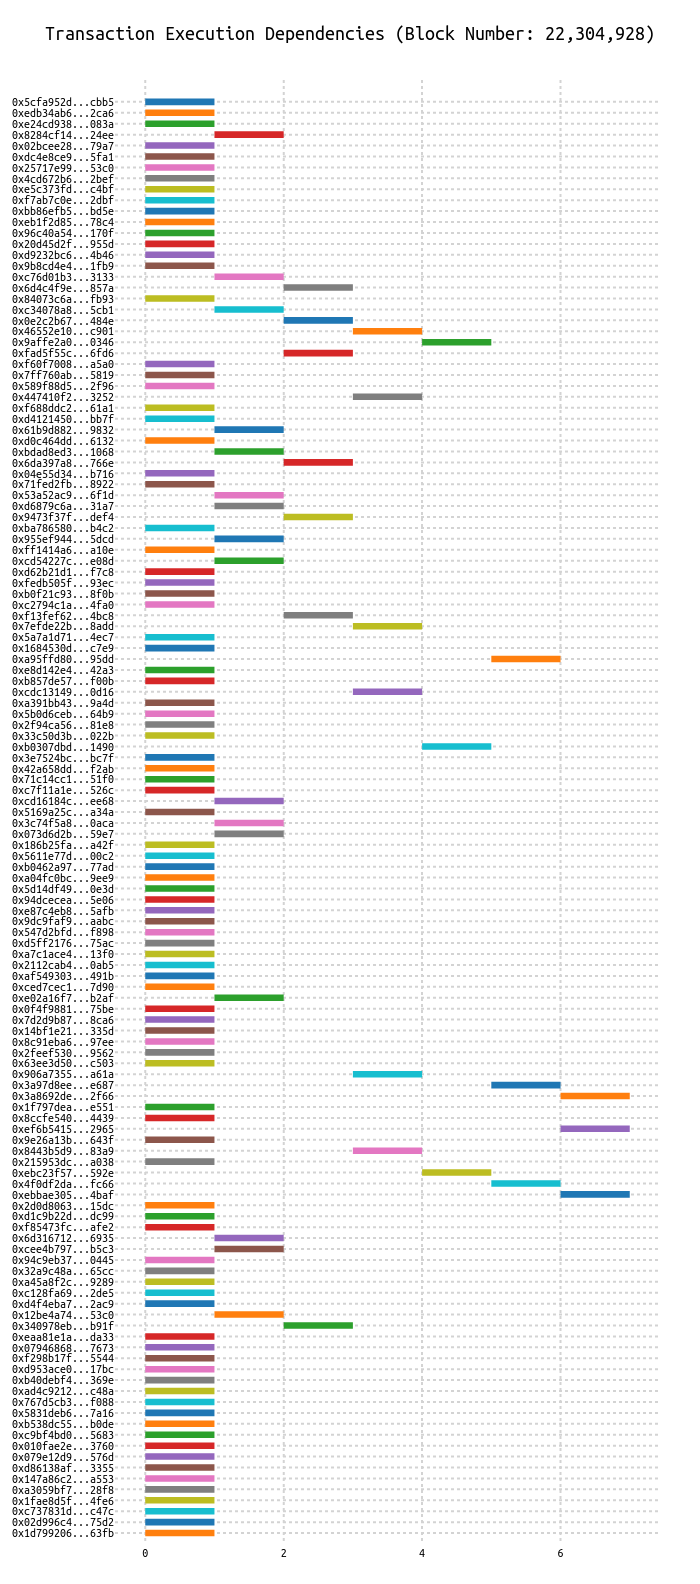 Transaction Execution Dependencies (Block Number: 22,304,928)
0x5cfa952d...cbb5
0xedb34ab6...2ca6
0xe24cd938...083a
0x8284cf14...24ee
0x02bcee28...79a7
0xdc4e8ce9...5fa1
0x25717e99...53c0
0x4cd672b6...2bef
0xe5c373fd...c4bf
0xf7ab7c0e...2dbf
0xbb86efb5...bd5e
0xeb1f2d85...78c4
0x96c40a54...170f
0x20d45d2f...955d
0xd9232bc6...4b46
0x9b8cd4e4...1fb9
0xc76d01b3...3133
0x6d4c4f9e...857a
0x84073c6a...fb93
0xc34078a8...5cb1
0x0e2c2b67...484e
0x46552e10...c901
0x9affe2a0...0346
0xfad5f55c...6fd6
0xf60f7008...a5a0
0x7ff760ab...5819
0x589f88d5...2f96
0x447410f2...3252
0xf688ddc2...61a1
0xd4121450...bb7f
0x61b9d882...9832
0xd0c464dd...6132
0xbdad8ed3...1068
0x6da397a8...766e
0x04e55d34...b716
0x71fed2fb...8922
0x53a52ac9...6f1d
0xd6879c6a...31a7
0x9473f37f...def4
0xba786580...b4c2
0x955ef944...5dcd
0xff1414a6...a10e
0xcd54227c...e08d
0xd62b21d1...f7c8
0xfedb505f...93ec
0xb0f21c93...8f0b
0xc2794c1a...4fa0
0xf13fef62...4bc8
0x7efde22b...8add
0x5a7a1d71...4ec7
0x1684530d...c7e9
0xa95ffd80...95dd
0xe8d142e4...42a3
0xb857de57...f00b
0xcdc13149...0d16
0xa391bb43...9a4d
0x5b0d6ceb...64b9
0x2f94ca56...81e8
0x33c50d3b...022b
0xb0307dbd...1490
0x3e7524bc...bc7f
0x42a658dd...f2ab
0x71c14cc1...51f0
0xc7f11a1e...526c
0xcd16184c...ee68
0x5169a25c...a34a
0x3c74f5a8...0aca
0x073d6d2b...59e7
0x186b25fa...a42f
0x5611e77d...00c2
0xb0462a97...77ad
0xa04fc0bc...9ee9
0x5d14df49...0e3d
0x94dcecea...5e06
0xe87c4eb8...5afb
0x9dc9faf9...aabc
0x547d2bfd...f898
0xd5ff2176...75ac
0xa7c1ace4...13f0
0x2112cab4...0ab5
0xaf549303...491b
0xced7cec1...7d90
0xe02a16f7...b2af
0x0f4f9881...75be
0x7d2d9b87...8ca6
0x14bf1e21...335d
0x8c91eba6...97ee
0x2feef530...9562
0x63ee3d50...c503
0x906a7355...a61a
0x3a97d8ee...e687
0x3a8692de...2f66
0x1f797dea...e551
0x8ccfe540...4439
0xef6b5415...2965
0x9e26a13b...643f
0x8443b5d9...83a9
0x215953dc...a038
0xebc23f57...592e
0x4f0df2da...fc66
0xebbae305...4baf
0x2d0d8063...15dc
0xd1c9b22d...dc99
0xf85473fc...afe2
0x6d316712...6935
0xcee4b797...b5c3
0x94c9eb37...0445
0x32a9c48a...65cc
0xa45a8f2c...9289
0xc128fa69...2de5
0xd4f4eba7...2ac9
0x12be4a74...53c0
0x340978eb...b91f
0xeaa81e1a...da33
0x07946868...7673
0xf298b17f...5544
0xd953ace0...17bc
0xb40debf4...369e
0xad4c9212...c48a
0x767d5cb3...f088
0x5831deb6...7a16
0xb538dc55...b0de
0xc9bf4bd0...5683
0x010fae2e...3760
0x079e12d9...576d
0xd86138af...3355
0x147a86c2...a553
0xa3059bf7...28f8
0x1fae8d5f...4fe6
0xc737831d...c47c
0x02d996c4...75d2
0x1d799206...63fb
0 2 4 6